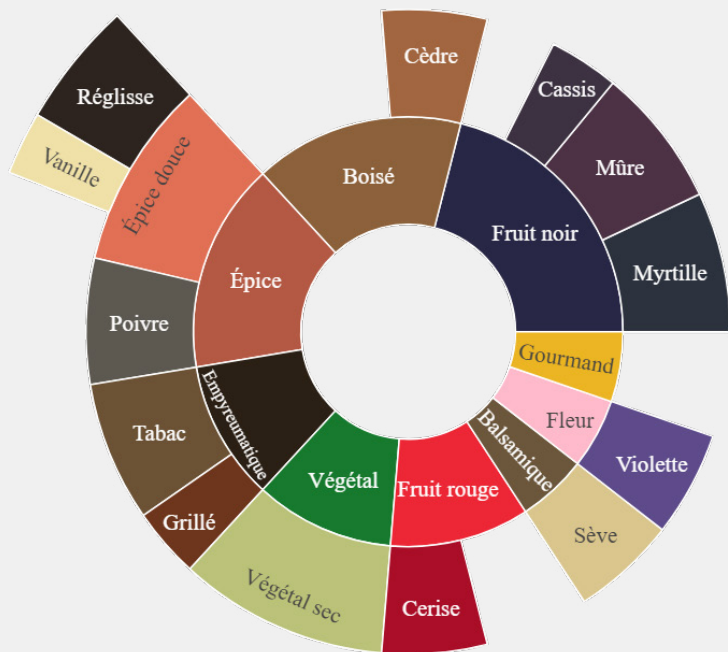 Cèdre
Cassis
Réglisse
Mûre
Vanille
Épice douce
Boisé
Fruit noir
Myrtille
Épice
Poivre
Gourmand
Empyreumatique
Tabac
Fleur
Balsamique
Violette
Végétal
Fruit rouge
Grillé
Sève
Végétal sec
Cerise